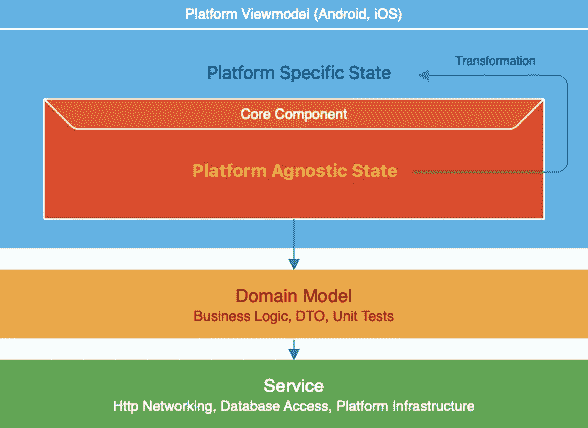 Platform Viewmodel (Android, iOS)
Platform Specific State
Transformation
Core Component
Platform Agnostic State
Domain Model
Business Logic, DTO, Unit Tests
Service
Http Networking, Database Access, Platform Infrastructure